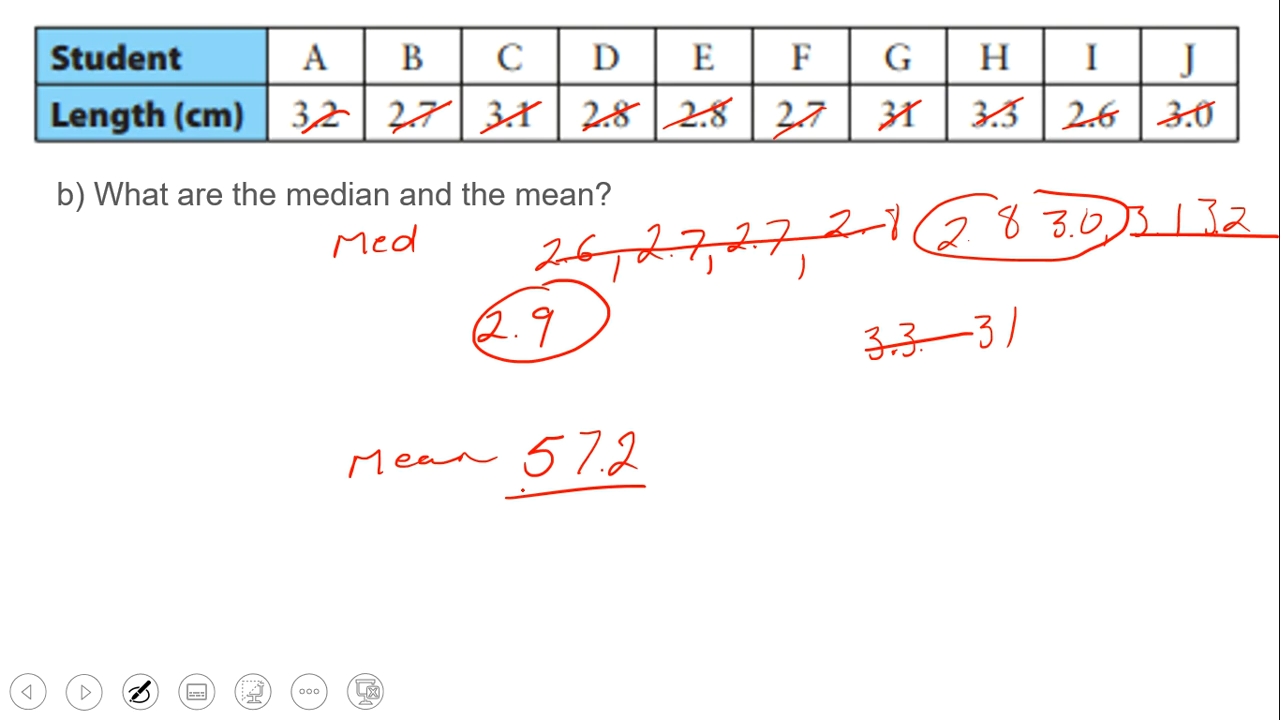 Student A B C D E F G H I J
Length (cm) 3.2 2.7 3.1 2.8 2.8 2.7 31 3.3 2.6 3.0
b) What are the median and the mean?
Med 2.6, 2.7, 2.7, 2.8 2.8 3.0, 3.1 3.2
2.9 3.3. 31
Mean 57.2